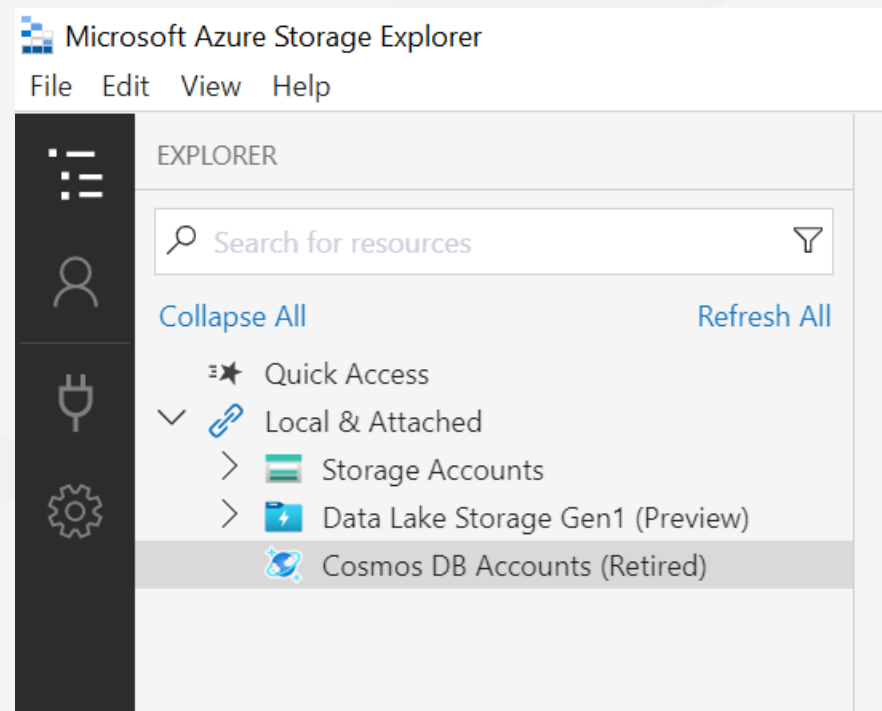 Microsoft Azure Storage Explorer
File Edit View Help
EXPLORER
Search for resources
Collapse All Refresh All
Quick Access
Local & Attached
Storage Accounts
Data Lake Storage Gen1 (Preview)
Cosmos DB Accounts (Retired)